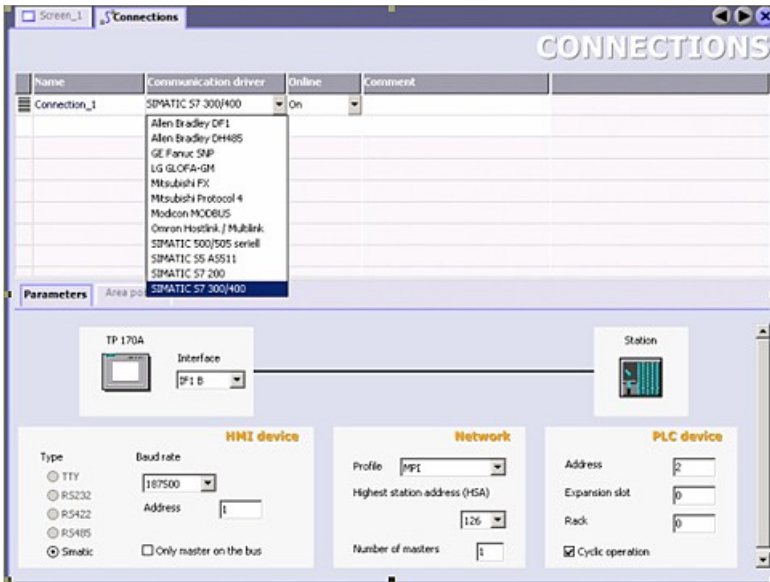 Screen_1 Connections
CONNECTIONS
Name Communication driver Online Comment
Connection_1 SIMATIC S7 300/400 On
Allen Bradley DF1
Allen Bradley DH485
GE Fanuc SNP
LG GLOFA-GM
Mitsubishi FX
Mitsubishi Protocol 4
Modicon MODBUS
Omron Hostlink / Multilink
SIMATIC 500/505 seriell
SIMATIC S5 AS511
SIMATIC S7 200
SIMATIC S7 300/400
Parameters Area
TP 170A
Interface
IF1 B
Station
HMI device
Type
TTY
RS232
RS422
RS485
Simatic
Baud rate
187500
Address 1
Only master on the bus
Network
Profile MPI
Highest station address (HSA)
126
Number of masters 1
PLC device
Address 2
Expansion slot 0
Rack 0
Cyclic operation